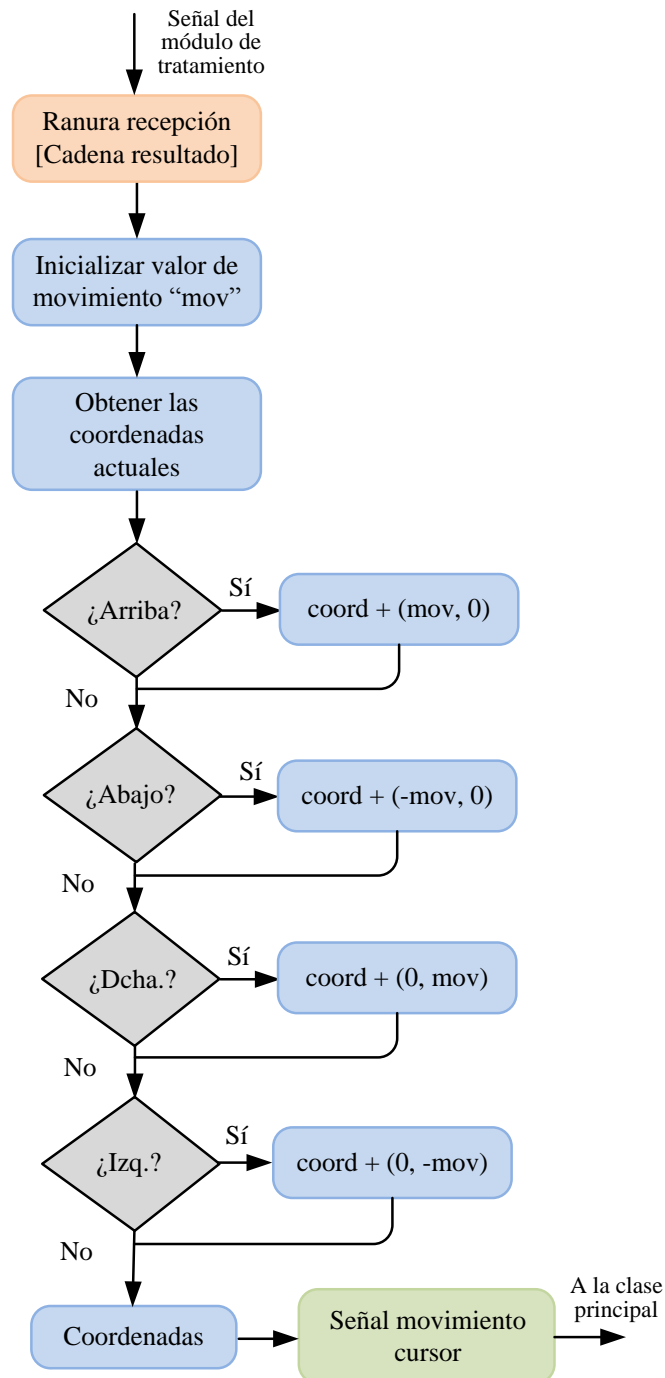 Señal del
módulo de
tratamiento
Ranura recepción
[Cadena resultado]
Inicializar valor de
movimiento “mov”
Obtener las
coordenadas
actuales
¿Arriba?
Sí
coord + (mov, 0)
No
¿Abajo?
Sí
coord + (-mov, 0)
No
¿Dcha.?
Sí
coord + (0, mov)
No
¿Izq.?
Sí
coord + (0, -mov)
No
Coordenadas
Señal movimiento
cursor
A la clase
principal